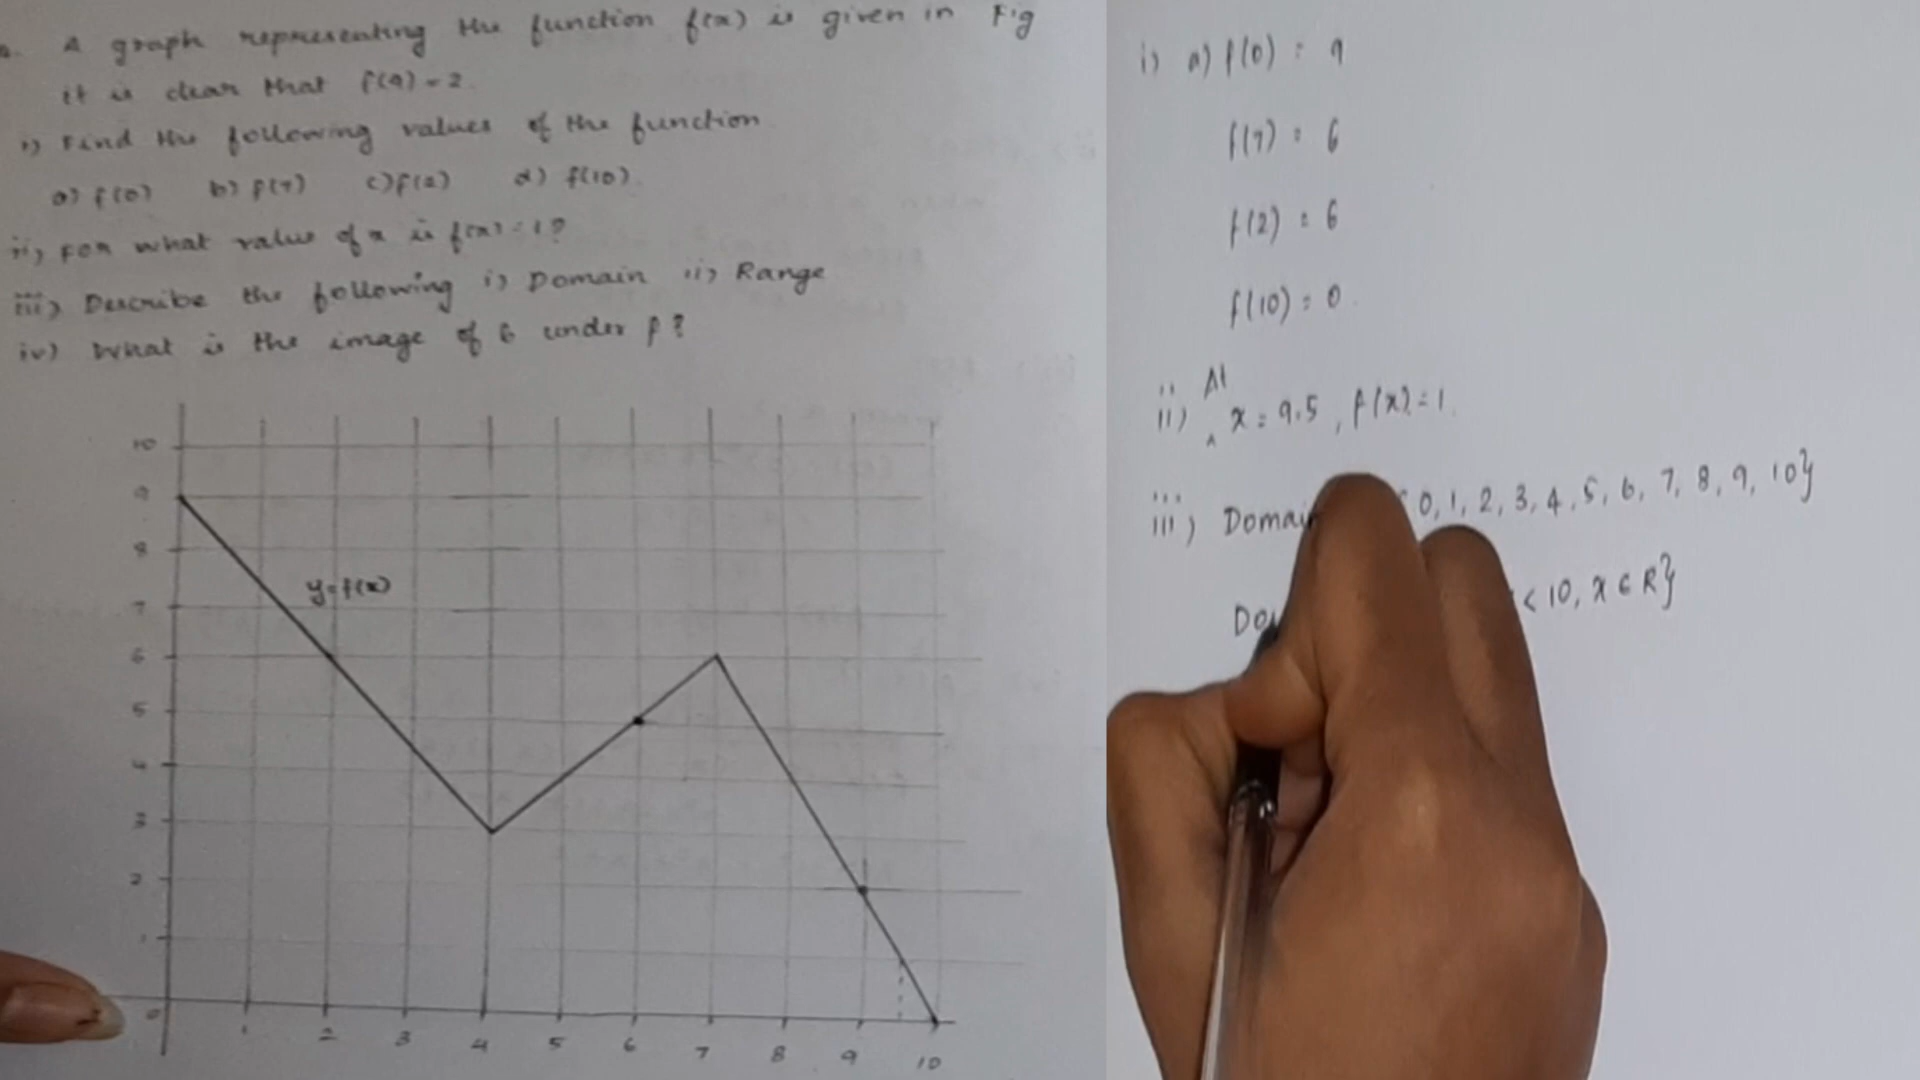 A graph representing the function f(x) is given in Fig
it is clear that f(9) = 2.
i) Find the following values of the function
a) f(0) b) f(7) c) f(2) d) f(10).
ii) For what value of x is f(x) = 1?
iii) Describe the following i) Domain ii) Range
iv) What is the image of 6 under f?
10
9
8
y=f(x)
7
6
5
4
3
2
1
0
1 2 3 4 5 6 7 8 9 10
i) a) f(0) = 9
f(7) = 6
f(2) = 6
f(10) = 0.
ii) At x = 9.5, f(x) = 1.
iii) Domain 0, 1, 2, 3, 4, 5, 6, 7, 8, 9, 10}
< 10, x ∈ R}